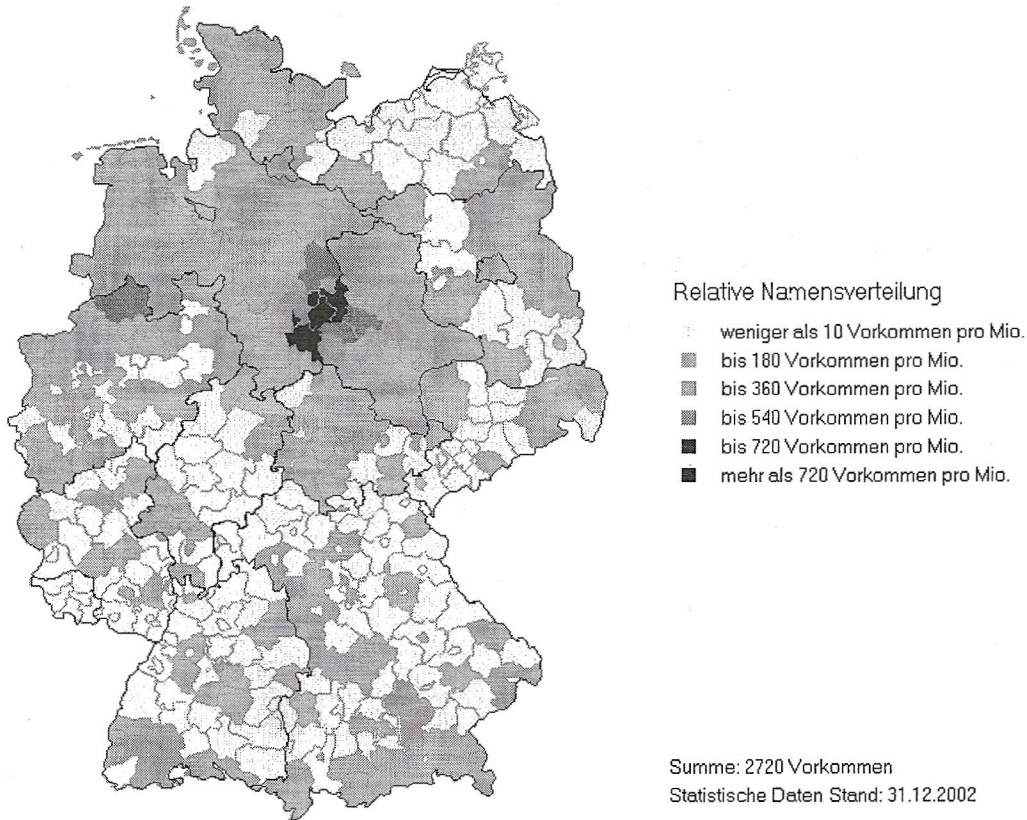 Relative Namensverteilung
weniger als 10 Vorkommen pro Mio.
bis 180 Vorkommen pro Mio.
bis 360 Vorkommen pro Mio.
bis 540 Vorkommen pro Mio.
bis 720 Vorkommen pro Mio.
mehr als 720 Vorkommen pro Mio.
Summe: 2720 Vorkommen
Statistische Daten Stand: 31.12.2002